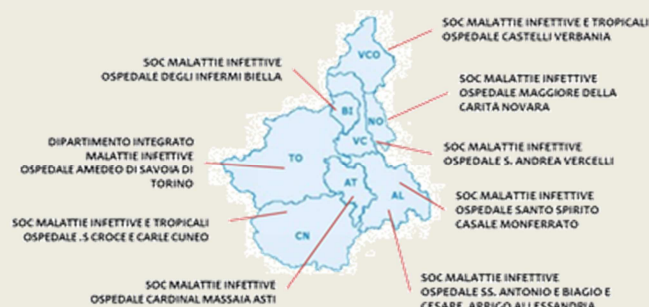 SOC MALATTIE INFETTIVE E TROPICALI
OSPEDALE CASTELLI VERBANIA
SOC MALATTIE INFETTIVE
OSPEDALE DEGLI INFERMI BIELLA
SOC MALATTIE INFETTIVE
OSPEDALE MAGGIORE DELLA
CARITÀ NOVARA
DIPARTIMENTO INTEGRATO
MALATTIE INFETTIVE
OSPEDALE AMEDEO DI SAVOIA DI
TORINO
SOC MALATTIE INFETTIVE
OSPEDALE S. ANDREA VERCELLI
SOC MALATTIE INFETTIVE
OSPEDALE SANTO SPIRITO
CASALE MONFERRATO
SOC MALATTIE INFETTIVE E TROPICALI
OSPEDALE .S CROCE E CARLE CUNEO
SOC MALATTIE INFETTIVE
OSPEDALE CARDINAL MASSAIA ASTI
SOC MALATTIE INFETTIVE
OSPEDALE SS. ANTONIO E BIAGIO E
CESARE ARRIGO ALLESSANDRIA
VCO
BI
NO
VC
TO
AT
AL
CN